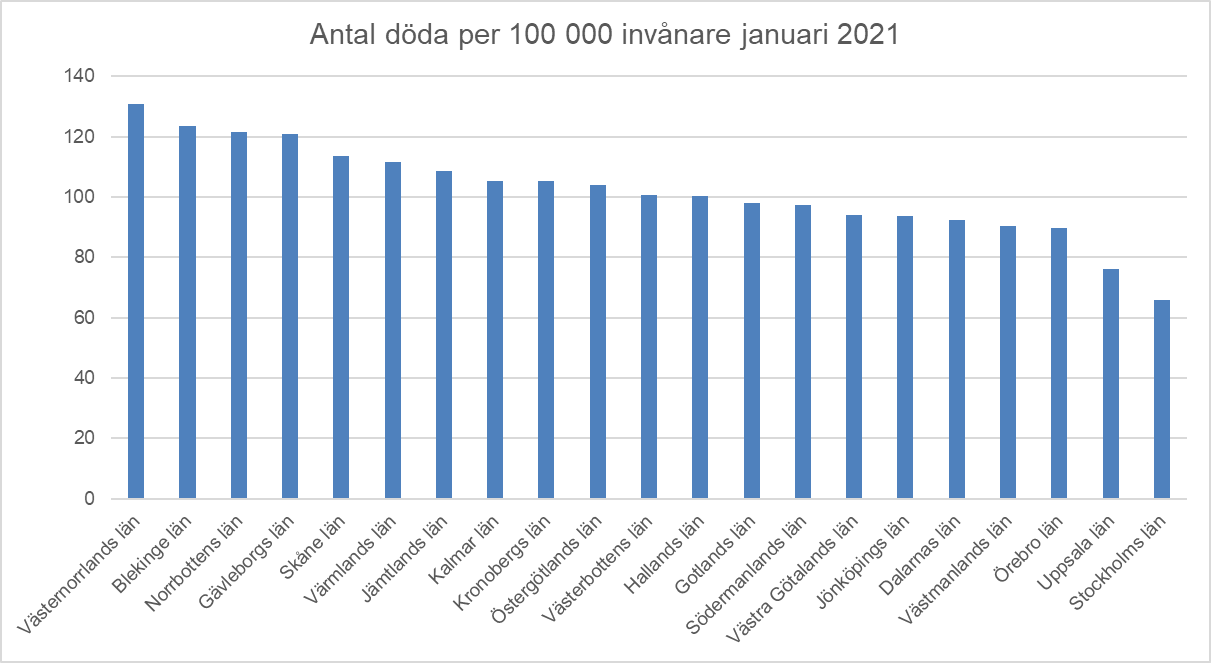 Antal döda per 100 000 invånare januari 2021
140
120
100
80
60
40
20
0
Västernorrlands län
Blekinge län
Norrbottens län
Gävleborgs län
Skåne län
Värmlands län
Jämtlands län
Kalmar län
Kronobergs län
Östergötlands län
Västerbottens län
Hallands län
Gotlands län
Södermanlands län
Västra Götalands län
Jönköpings län
Dalarnas län
Västmanlands län
Örebro län
Uppsala län
Stockholms län